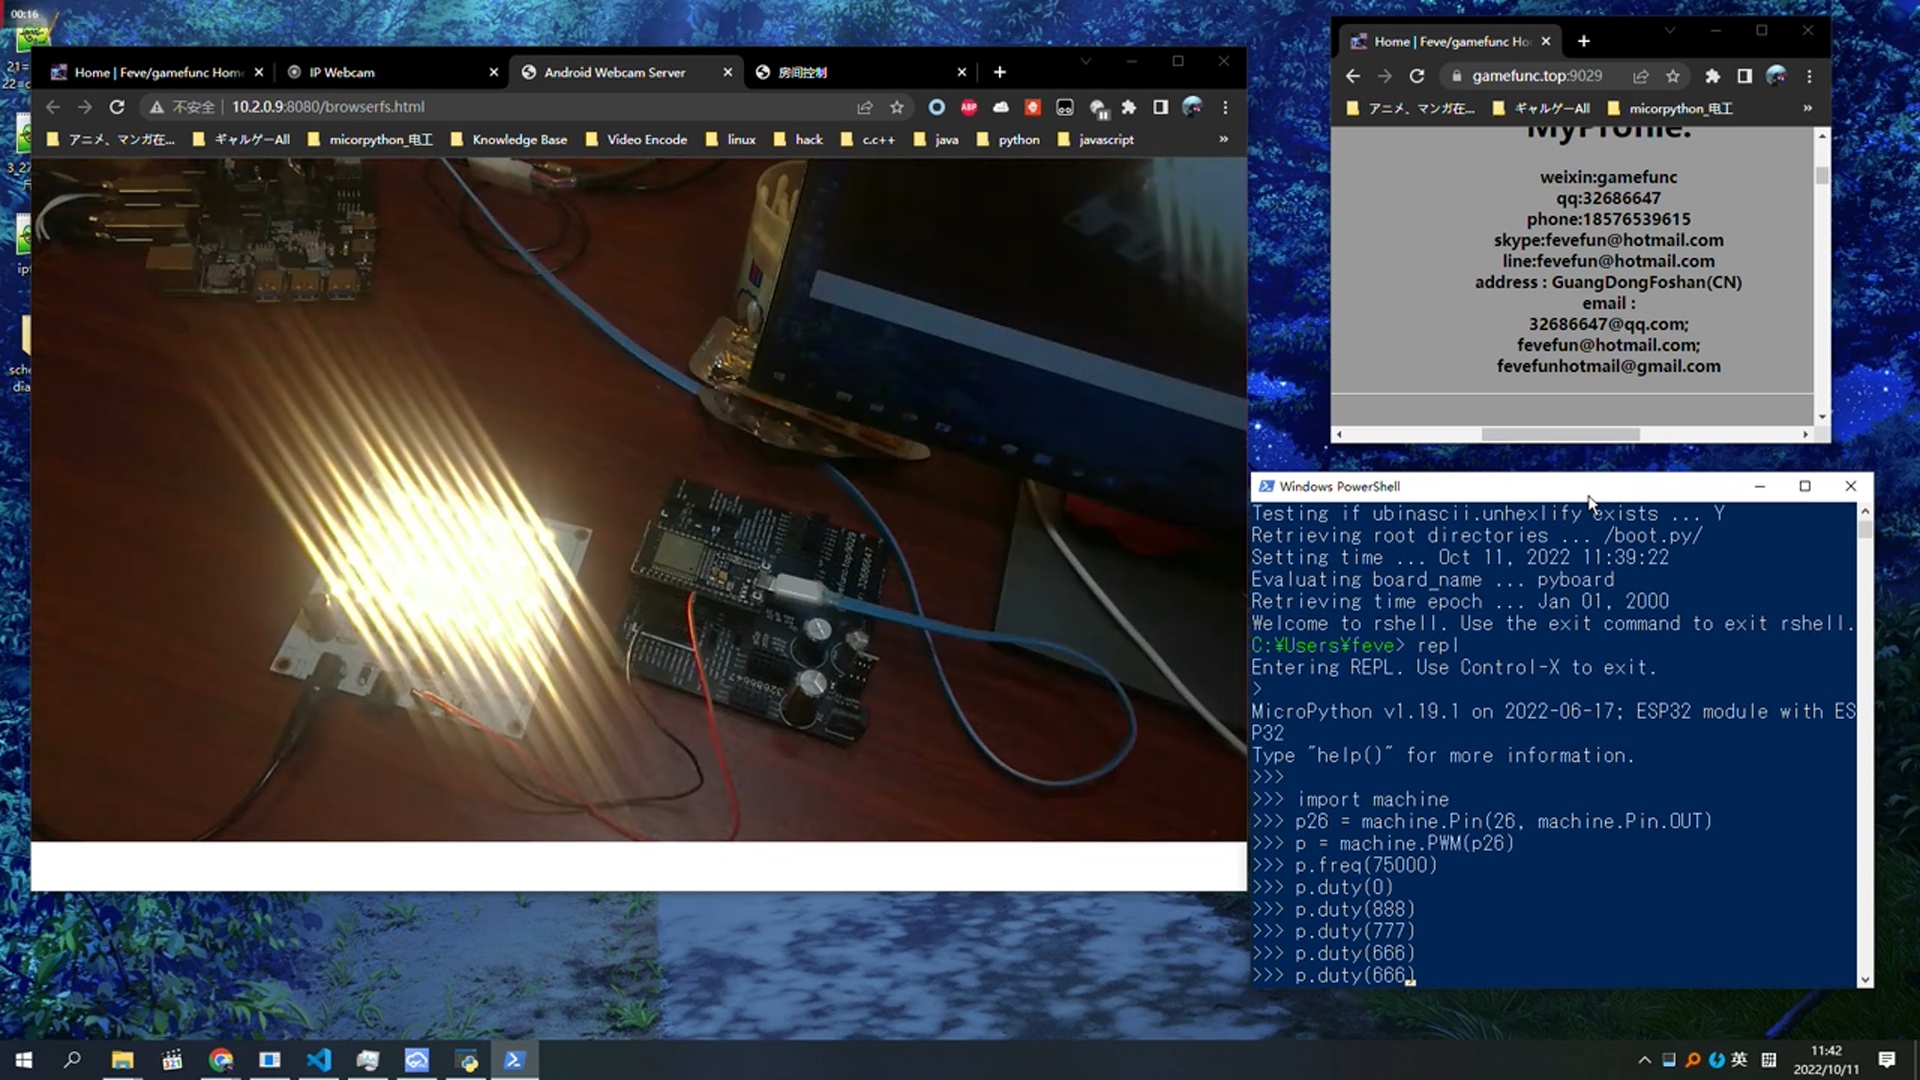 00:16
Home | Feve/gamefunc Hom
IP Webcam
Android Webcam Server
房间控制
不安全
10.2.0.9:8080/browserfs.html
アニメ、マンガ在...
ギャルゲーAll
micorpython_电工
Knowledge Base
Video Encode
linux
hack
c.c++
java
python
javascript
»
Home | Feve/gamefunc Ho
gamefunc.top:9029
アニメ、マンガ在...
ギャルゲーAll
micorpython_电工
»
MyProfile:
weixin:gamefunc
qq:32686647
phone:18576539615
skype:fevefun@hotmail.com
line:fevefun@hotmail.com
address : GuangDongFoshan(CN)
email :
32686647@qq.com;
fevefun@hotmail.com;
fevefunhotmail@gmail.com
Windows PowerShell
Testing if ubinascii.unhexlify exists ... Y
Retrieving root directories ... /boot.py/
Setting time ... Oct 11, 2022 11:39:22
Evaluating board_name ... pyboard
Retrieving time epoch ... Jan 01, 2000
Welcome to rshell. Use the exit command to exit rshell.
C:¥Users¥feve> repl
Entering REPL. Use Control-X to exit.
>
MicroPython v1.19.1 on 2022-06-17; ESP32 module with ES
P32
Type "help()" for more information.
>>>
>>> import machine
>>> p26 = machine.Pin(26, machine.Pin.OUT)
>>> p = machine.PWM(p26)
>>> p.freq(75000)
>>> p.duty(0)
>>> p.duty(888)
>>> p.duty(777)
>>> p.duty(666)
>>> p.duty(666)
英
11:42
2022/10/11